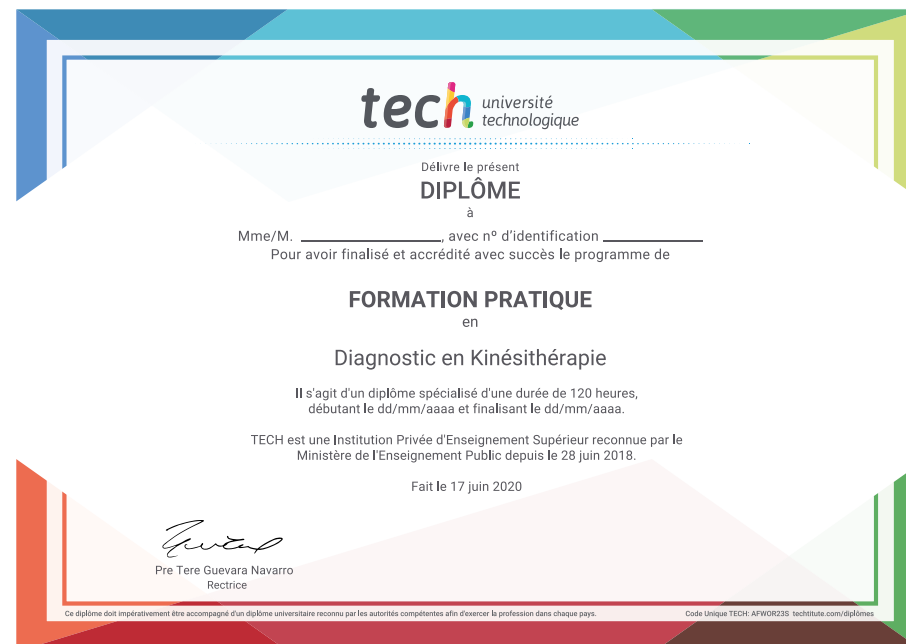 tech université
technologique
Délivre le présent
DIPLÔME
à
Mme/M. ____________________, avec nº d'identification ______________
Pour avoir finalisé et accrédité avec succès le programme de
FORMATION PRATIQUE
en
Diagnostic en Kinésithérapie
Il s'agit d'un diplôme spécialisé d'une durée de 120 heures,
débutant le dd/mm/aaaa et finalisant le dd/mm/aaaa.
TECH est une Institution Privée d'Enseignement Supérieur reconnue par le
Ministère de l'Enseignement Public depuis le 28 juin 2018.
Fait le 17 juin 2020
Pre Tere Guevara Navarro
Rectrice
Ce diplôme doit impérativement être accompagné d'un diplôme universitaire reconnu par les autorités compétentes afin d'exercer la profession dans chaque pays. Code Unique TECH: AFWOR23S techtitute.com/diplômes